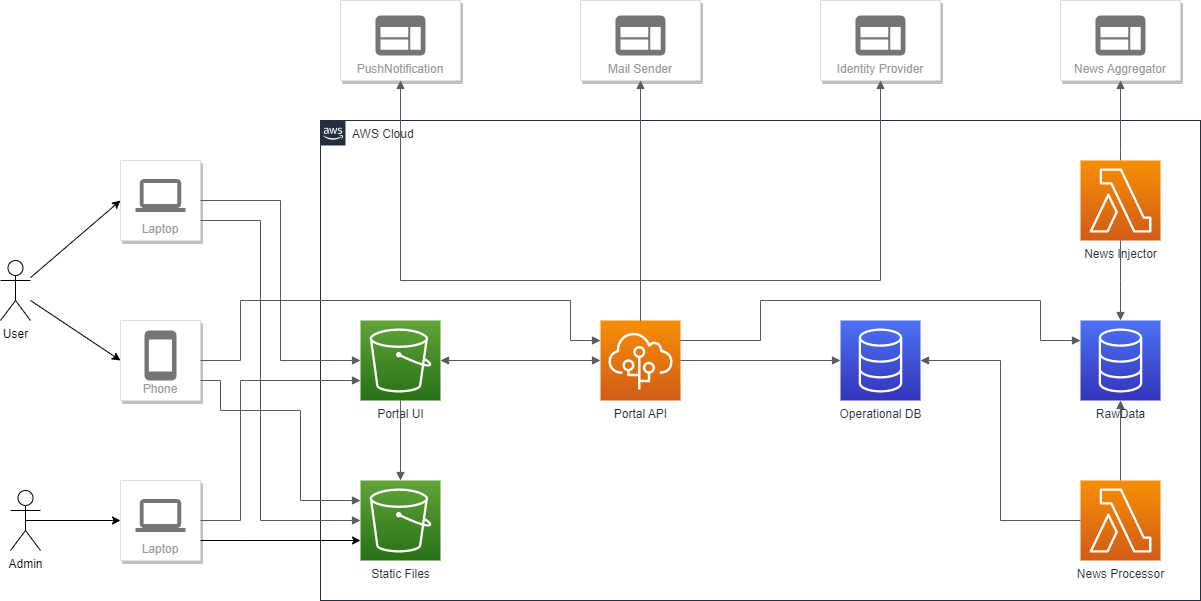 PushNotification
Mail Sender
Identity Provider
News Aggregator
aws
AWS Cloud
Laptop
News Injector
User
Phone
Portal UI
Portal API
Operational DB
RawData
Laptop
Admin
Static Files
News Processor